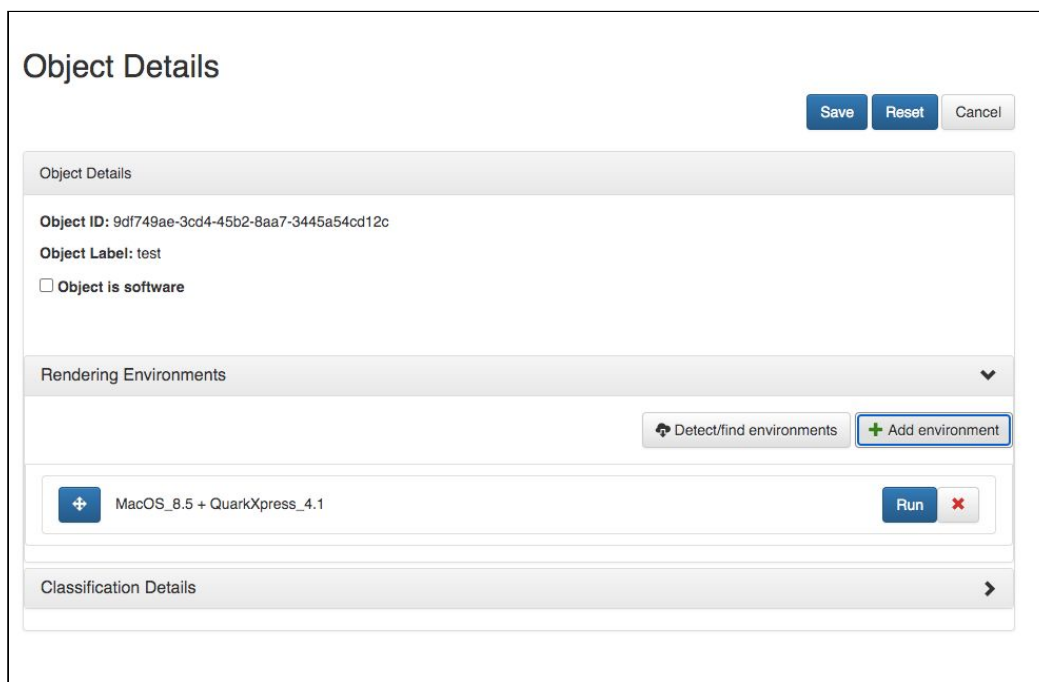 Object Details
Save Reset Cancel
Object Details
Object ID: 9df749ae-3cd4-45b2-8aa7-3445a54cd12c
Object Label: test
Object is software
Rendering Environments
Detect/find environments Add environment
MacOS_8.5 + QuarkXpress_4.1 Run
Classification Details